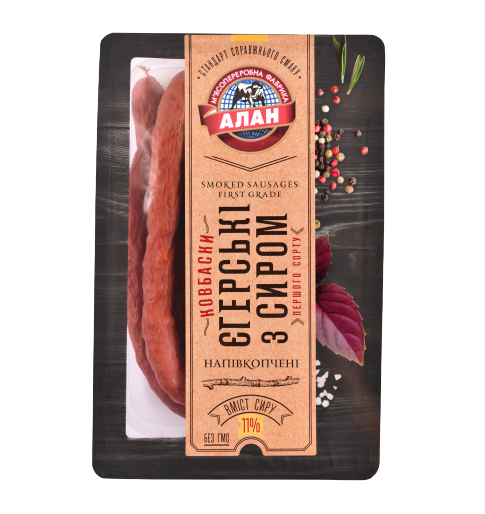 СТАНДАРТ СПРАВЖНЬОГО СМАКУ
М'ЯСОПЕРЕРОБНА ФАБРИКА
АЛАН
SMOKED SAUSAGES
FIRST GRADE
КОВБАСКИ
ЄГЕРСЬКІ
З СИРОМ
ПЕРШОГО СОРТУ
НАПІВКОПЧЕНІ
ВМІСТ СИРУ
11%
БЕЗ ГМО